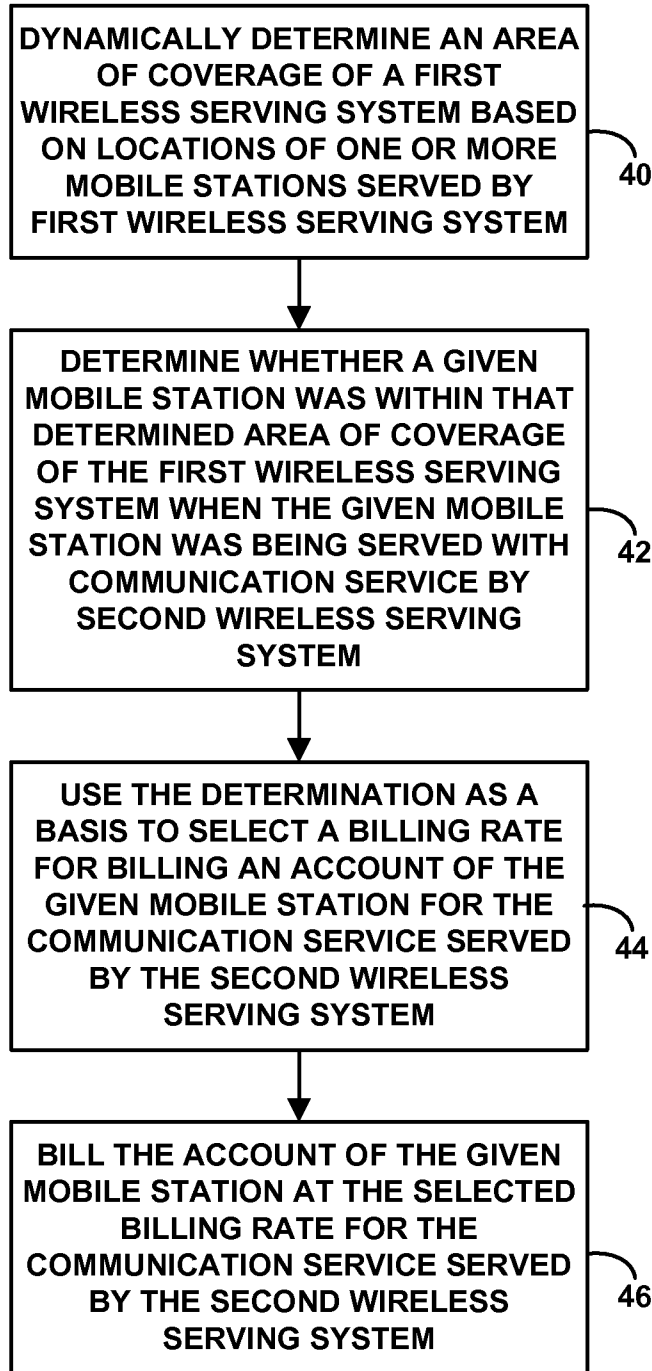 DYNAMICALLY DETERMINE AN AREA
OF COVERAGE OF A FIRST
WIRELESS SERVING SYSTEM BASED
ON LOCATIONS OF ONE OR MORE
MOBILE STATIONS SERVED BY
FIRST WIRELESS SERVING SYSTEM
40
DETERMINE WHETHER A GIVEN
MOBILE STATION WAS WITHIN THAT
DETERMINED AREA OF COVERAGE
OF THE FIRST WIRELESS SERVING
SYSTEM WHEN THE GIVEN MOBILE
STATION WAS BEING SERVED WITH
COMMUNICATION SERVICE BY
SECOND WIRELESS SERVING
SYSTEM
42
USE THE DETERMINATION AS A
BASIS TO SELECT A BILLING RATE
FOR BILLING AN ACCOUNT OF THE
GIVEN MOBILE STATION FOR THE
COMMUNICATION SERVICE SERVED
BY THE SECOND WIRELESS
SERVING SYSTEM
44
BILL THE ACCOUNT OF THE GIVEN
MOBILE STATION AT THE SELECTED
BILLING RATE FOR THE
COMMUNICATION SERVICE SERVED
BY THE SECOND WIRELESS
SERVING SYSTEM
46